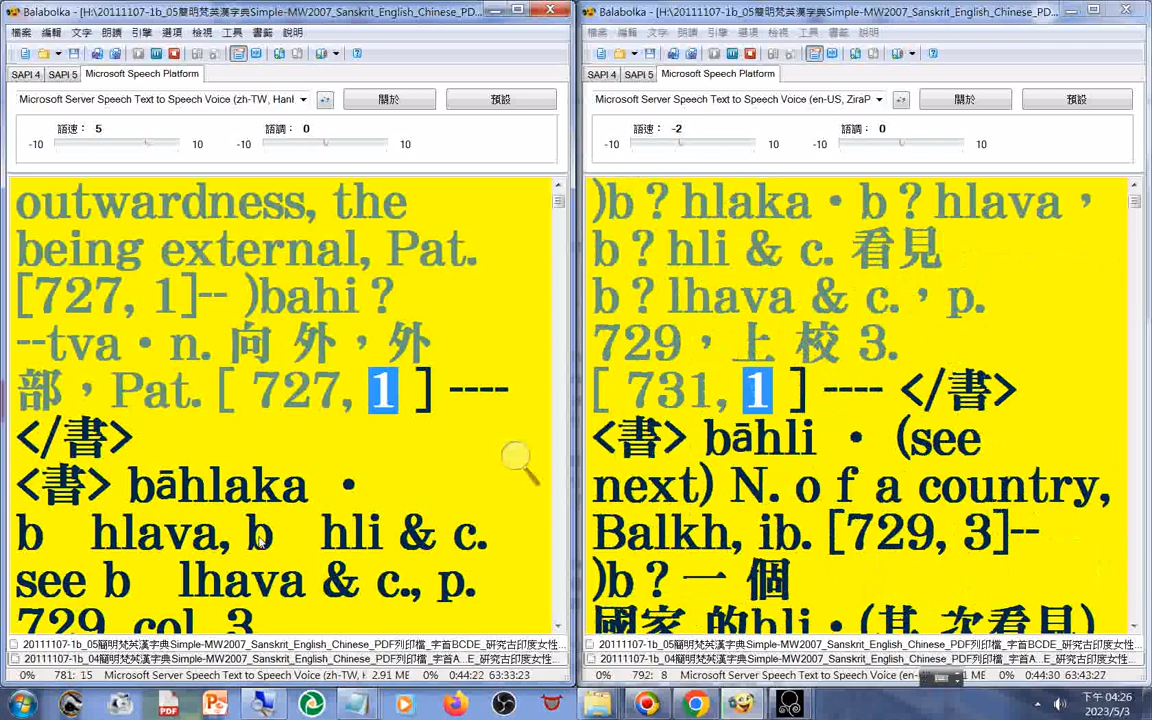 Balabolka - [H:\20111107-1b_05簡明梵英漢字典Simple-MW2007_Sanskrit_English_Chinese_PD...
檔案 編輯 文字 朗讀 引擎 選項 檢視 工具 書籤 說明
SAPI 4 SAPI 5 Microsoft Speech Platform
Microsoft Server Speech Text to Speech Voice (zh-TW, Hanl
關於 預設
語速： 5 語調： 0
-10 10 -10 10
outwardness, the
being external, Pat.
[727, 1]-- )bahi？
--tva・n. 向 外，外
部，Pat. [ 727, 1 ] ----
</書>
<書> bāhlaka ・
b hlava, b hli & c.
see b lhava & c., p.
729, col. 3.
20111107-1b_05簡明梵英漢字典Simple-MW2007_Sanskrit_English_Chinese_PDF列印檔_字首BCDE_研究古印度女性...
20111107-1b_04簡明梵英漢字典Simple-MW2007_Sanskrit_English_Chinese_PDF列印檔_字首A...E_研究古印度女性...
0% 781: 15 Microsoft Server Speech Text to Speech Voice (zh-TW, H 2.91 MB 0% 0:44:22 63:33:23
Balabolka - [H:\20111107-1b_05簡明梵英漢字典Simple-MW2007_Sanskrit_English_Chinese_PD...
檔案 編輯 文字 朗讀 引擎 選項 檢視 工具 書籤 說明
SAPI 4 SAPI 5 Microsoft Speech Platform
Microsoft Server Speech Text to Speech Voice (en-US, ZiraP
關於 預設
語速： -2 語調： 0
-10 10 -10 10
)b？hlaka・b？hlava，
b？hli & c. 看見
b？lhava & c.，p.
729，上 校 3.
[ 731, 1 ] ---- </書>
<書> bāhli ・ (see
next) N. o f a country,
Balkh, ib. [729, 3]--
)b？一 個
國家 的hli・(其 次看見)
20111107-1b_05簡明梵英漢字典Simple-MW2007_Sanskrit_English_Chinese_PDF列印檔_字首BCDE_研究古印度女性...
20111107-1b_04簡明梵英漢字典Simple-MW2007_Sanskrit_English_Chinese_PDF列印檔_字首A...E_研究古印度女性...
0% 792: 8 Microsoft Server Speech Text to Speech Voice (en-US, MB 0% 0:44:30 63:43:27
PDF
下午 04:26
2023/5/3